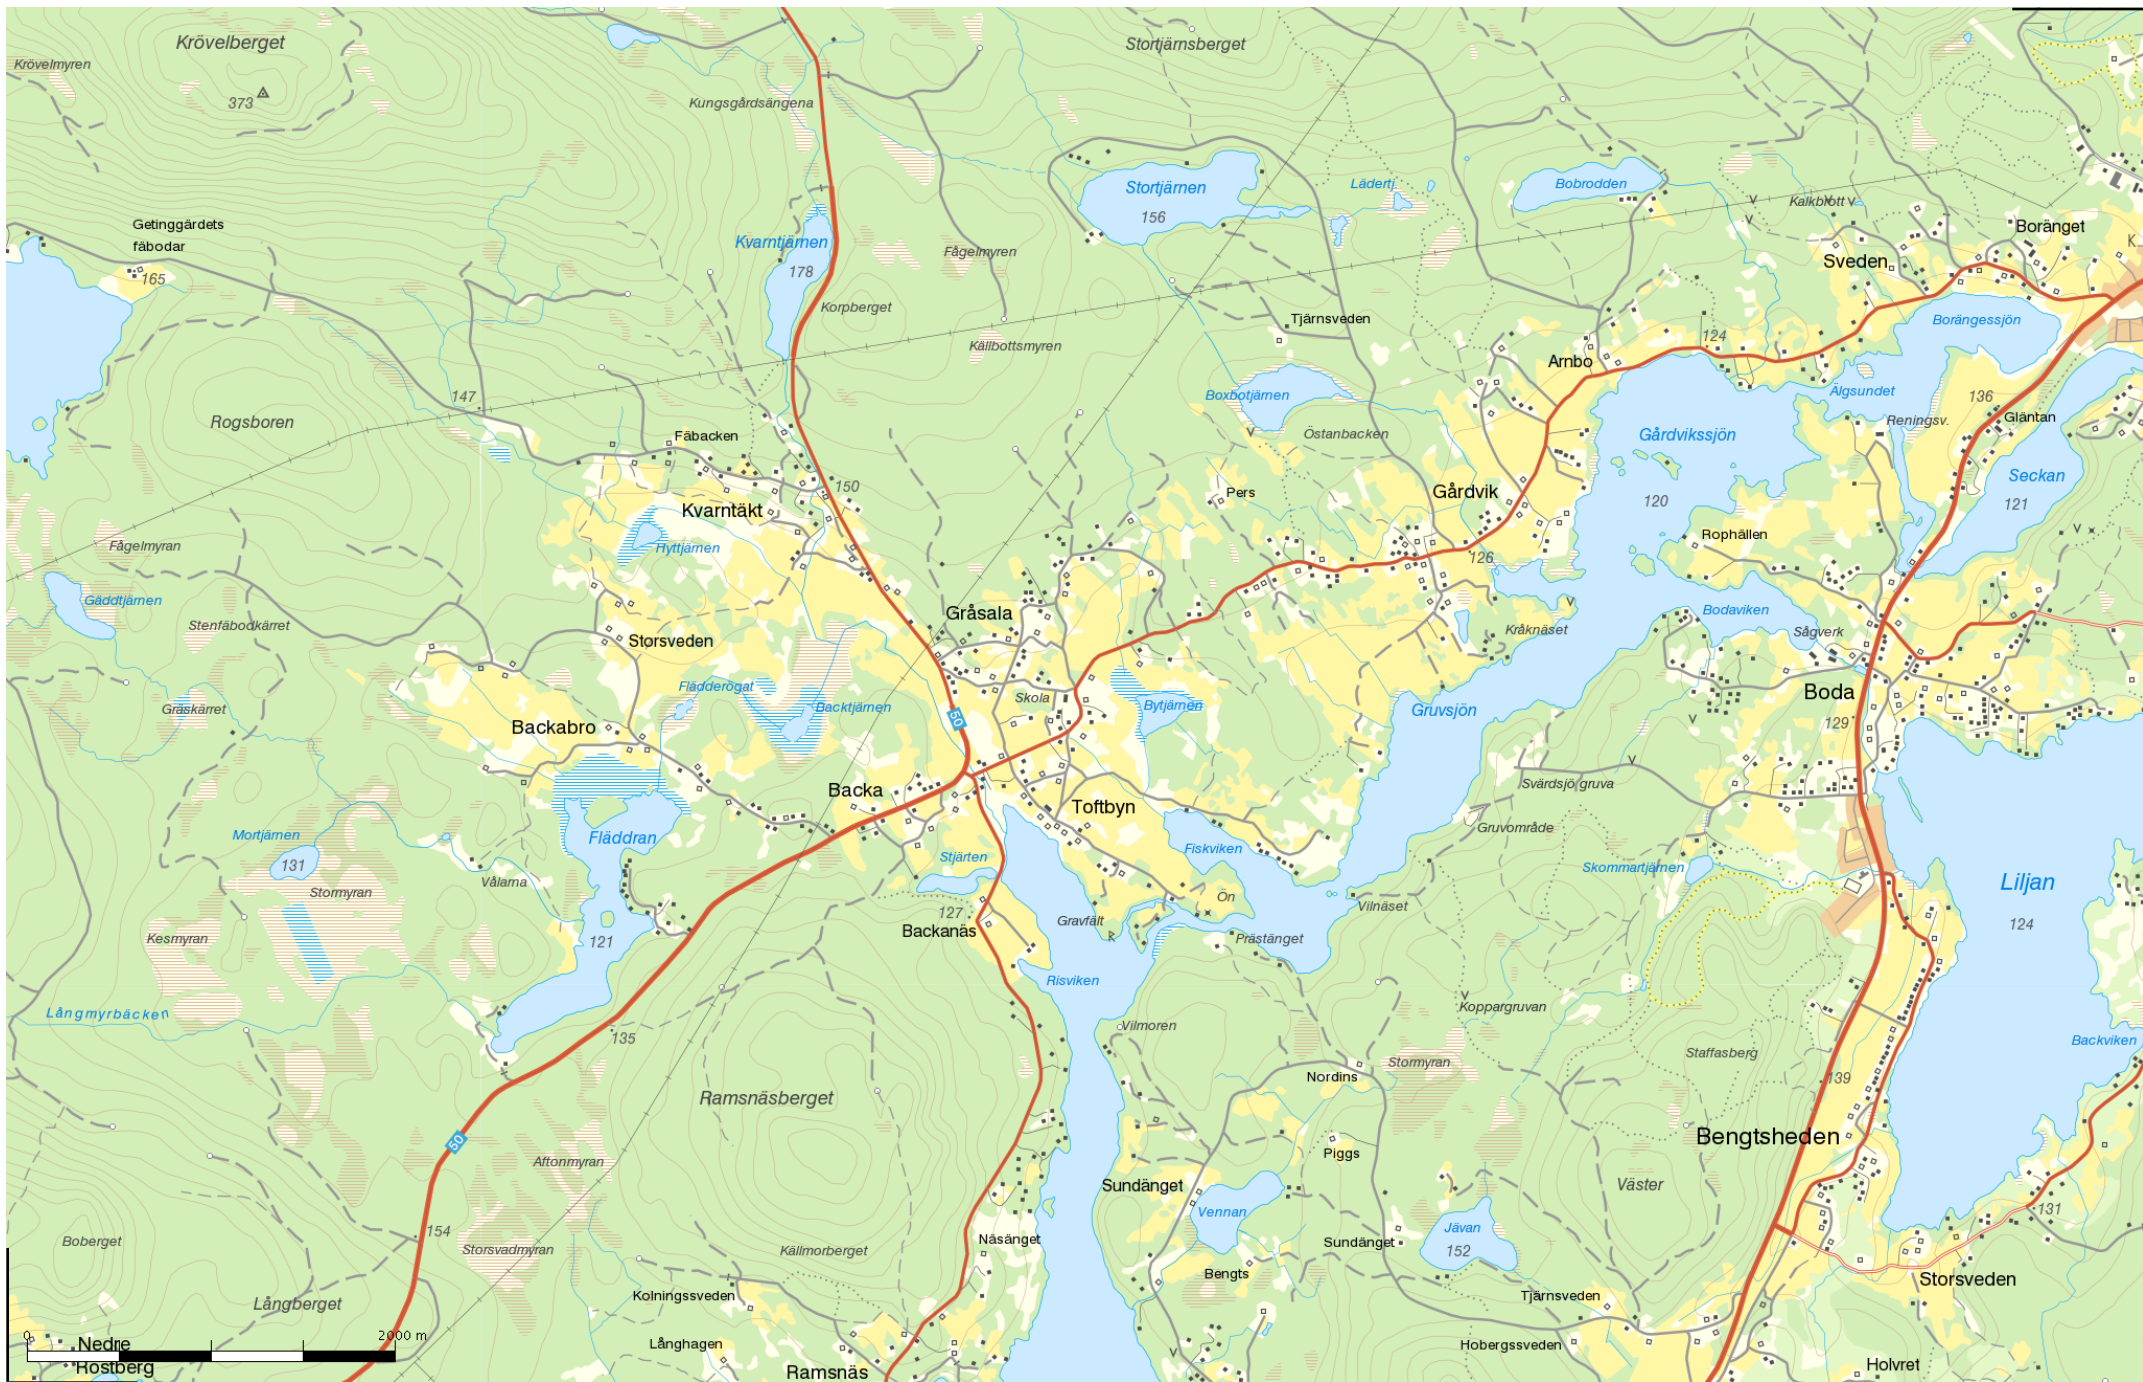 Krövelberget
Stortjärnsberget
Krövelmyren
373
Kungsgårdsängena
Stortjärnen
156
Lädertj.
Bobrodden
Kalkbrott
Getinggärdets
fäbodar
165
Kvarntjärnen
178
Fågelmyren
Boränget
K.
Sveden
Korpberget
Källbottsmyren
Tjärnsveden
124
Borängessjön
Arnbo
147
Rogsboren
Boxbotjärnen
Östanbacken
Älgsundet
136
Reningsv.
Gläntan
Fäbacken
Gårdvikssjön
150
Kvarntäkt
Pers
Gårdvik
120
Seckan
121
Fågelmyran
Hyttjärnen
Rophällen
126
Gäddtjärnen
Stenfäbodkärret
Storsveden
Gråsala
Kråknäset
Bodaviken
Sågverk
Gräskärret
Flädderögat
Backtjärnen
Skola
Bytjärnen
Gruvsjön
Boda
129
Backabro
50
Backa
Toftbyn
Svärdsjö gruva
Gruvområde
Mortjärnen
131
Fläddran
Stjärten
Fiskviken
Skommartjärnen
Stormyran
Vålarna
Ön
Vilnäset
Liljan
124
Kesmyran
121
127
Backanäs
Gravfält
R
Prästänget
Risviken
Långmyrbäcken
135
Vilmoren
Koppargruvan
Stormyran
Staffasberg
Backviken
Nordins
139
Ramsnäsberget
50
Aftonmyran
Piggs
Bengtsheden
Sundänget
Väster
Vennan
Jävan
152
131
154
Boberget
Storsvadmyran
Källmorberget
Näsänget
Sundänget
Bengts
Storsveden
Långberget
Kolningssveden
Tjärnsveden
0
2000 m
Nedre
Rostberg
Långhagen
Ramsnäs
Hobergssveden
Holvret